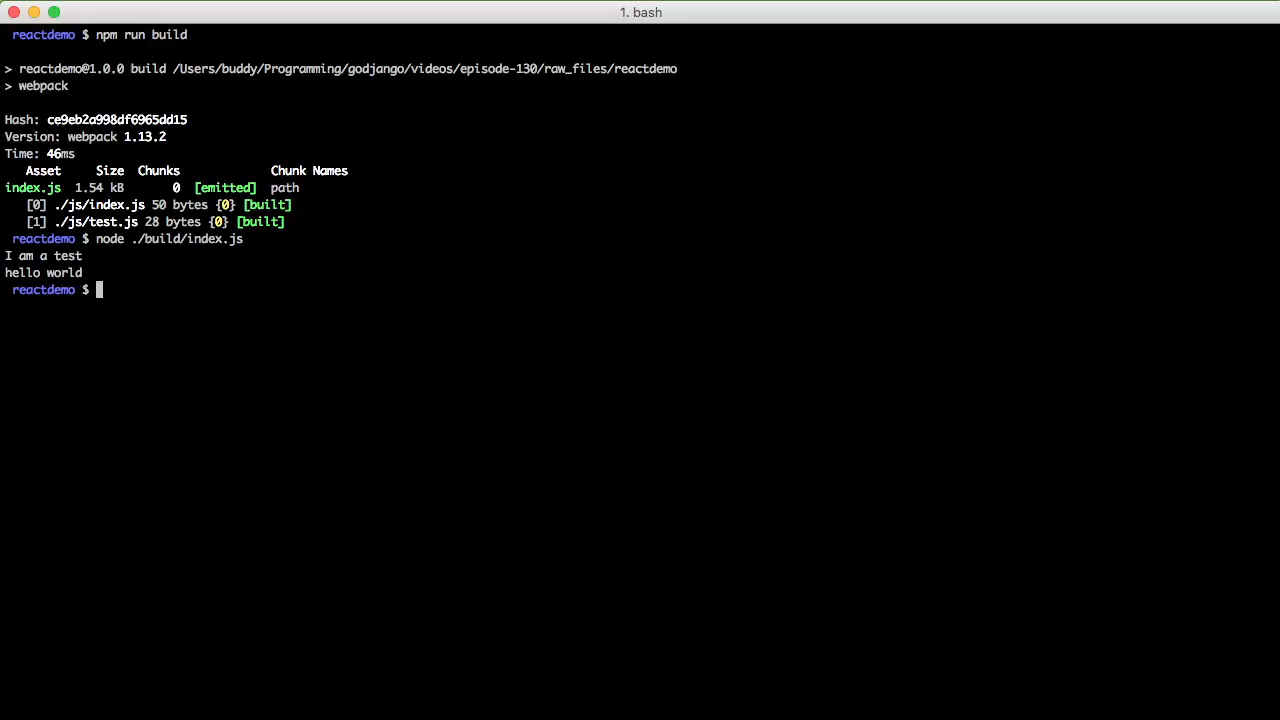 1. bash
reactdemo $ npm run build
> reactdemo@1.0.0 build /Users/buddy/Programming/godjango/videos/episode-130/raw_files/reactdemo
> webpack
Hash: ce9eb2a998df6965dd15
Version: webpack 1.13.2
Time: 46ms
Asset Size Chunks Chunk Names
index.js 1.54 kB 0 [emitted] path
[0] ./js/index.js 50 bytes {0} [built]
[1] ./js/test.js 28 bytes {0} [built]
reactdemo $ node ./build/index.js
I am a test
hello world
reactdemo $